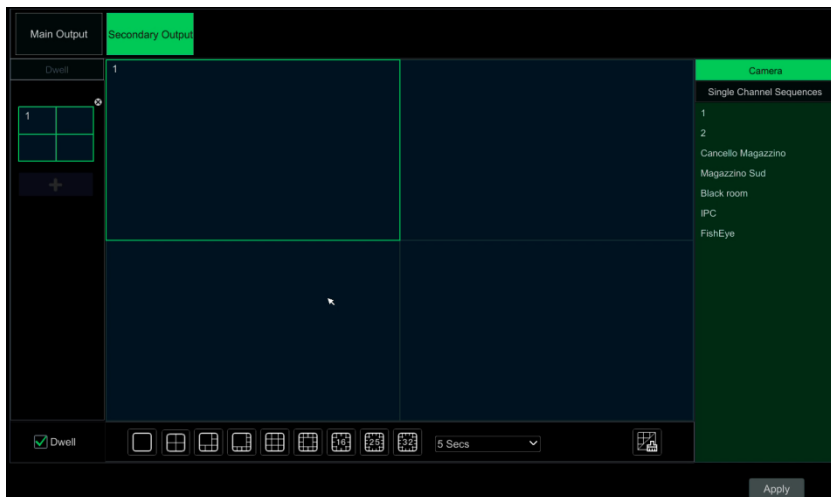 Main Output
Secondary Output
Dwell
1
1
Camera
Single Channel Sequences
1
2
Cancello Magazzino
Magazzino Sud
Black room
IPC
FishEye
Dwell
16
25
32
5 Secs
Apply